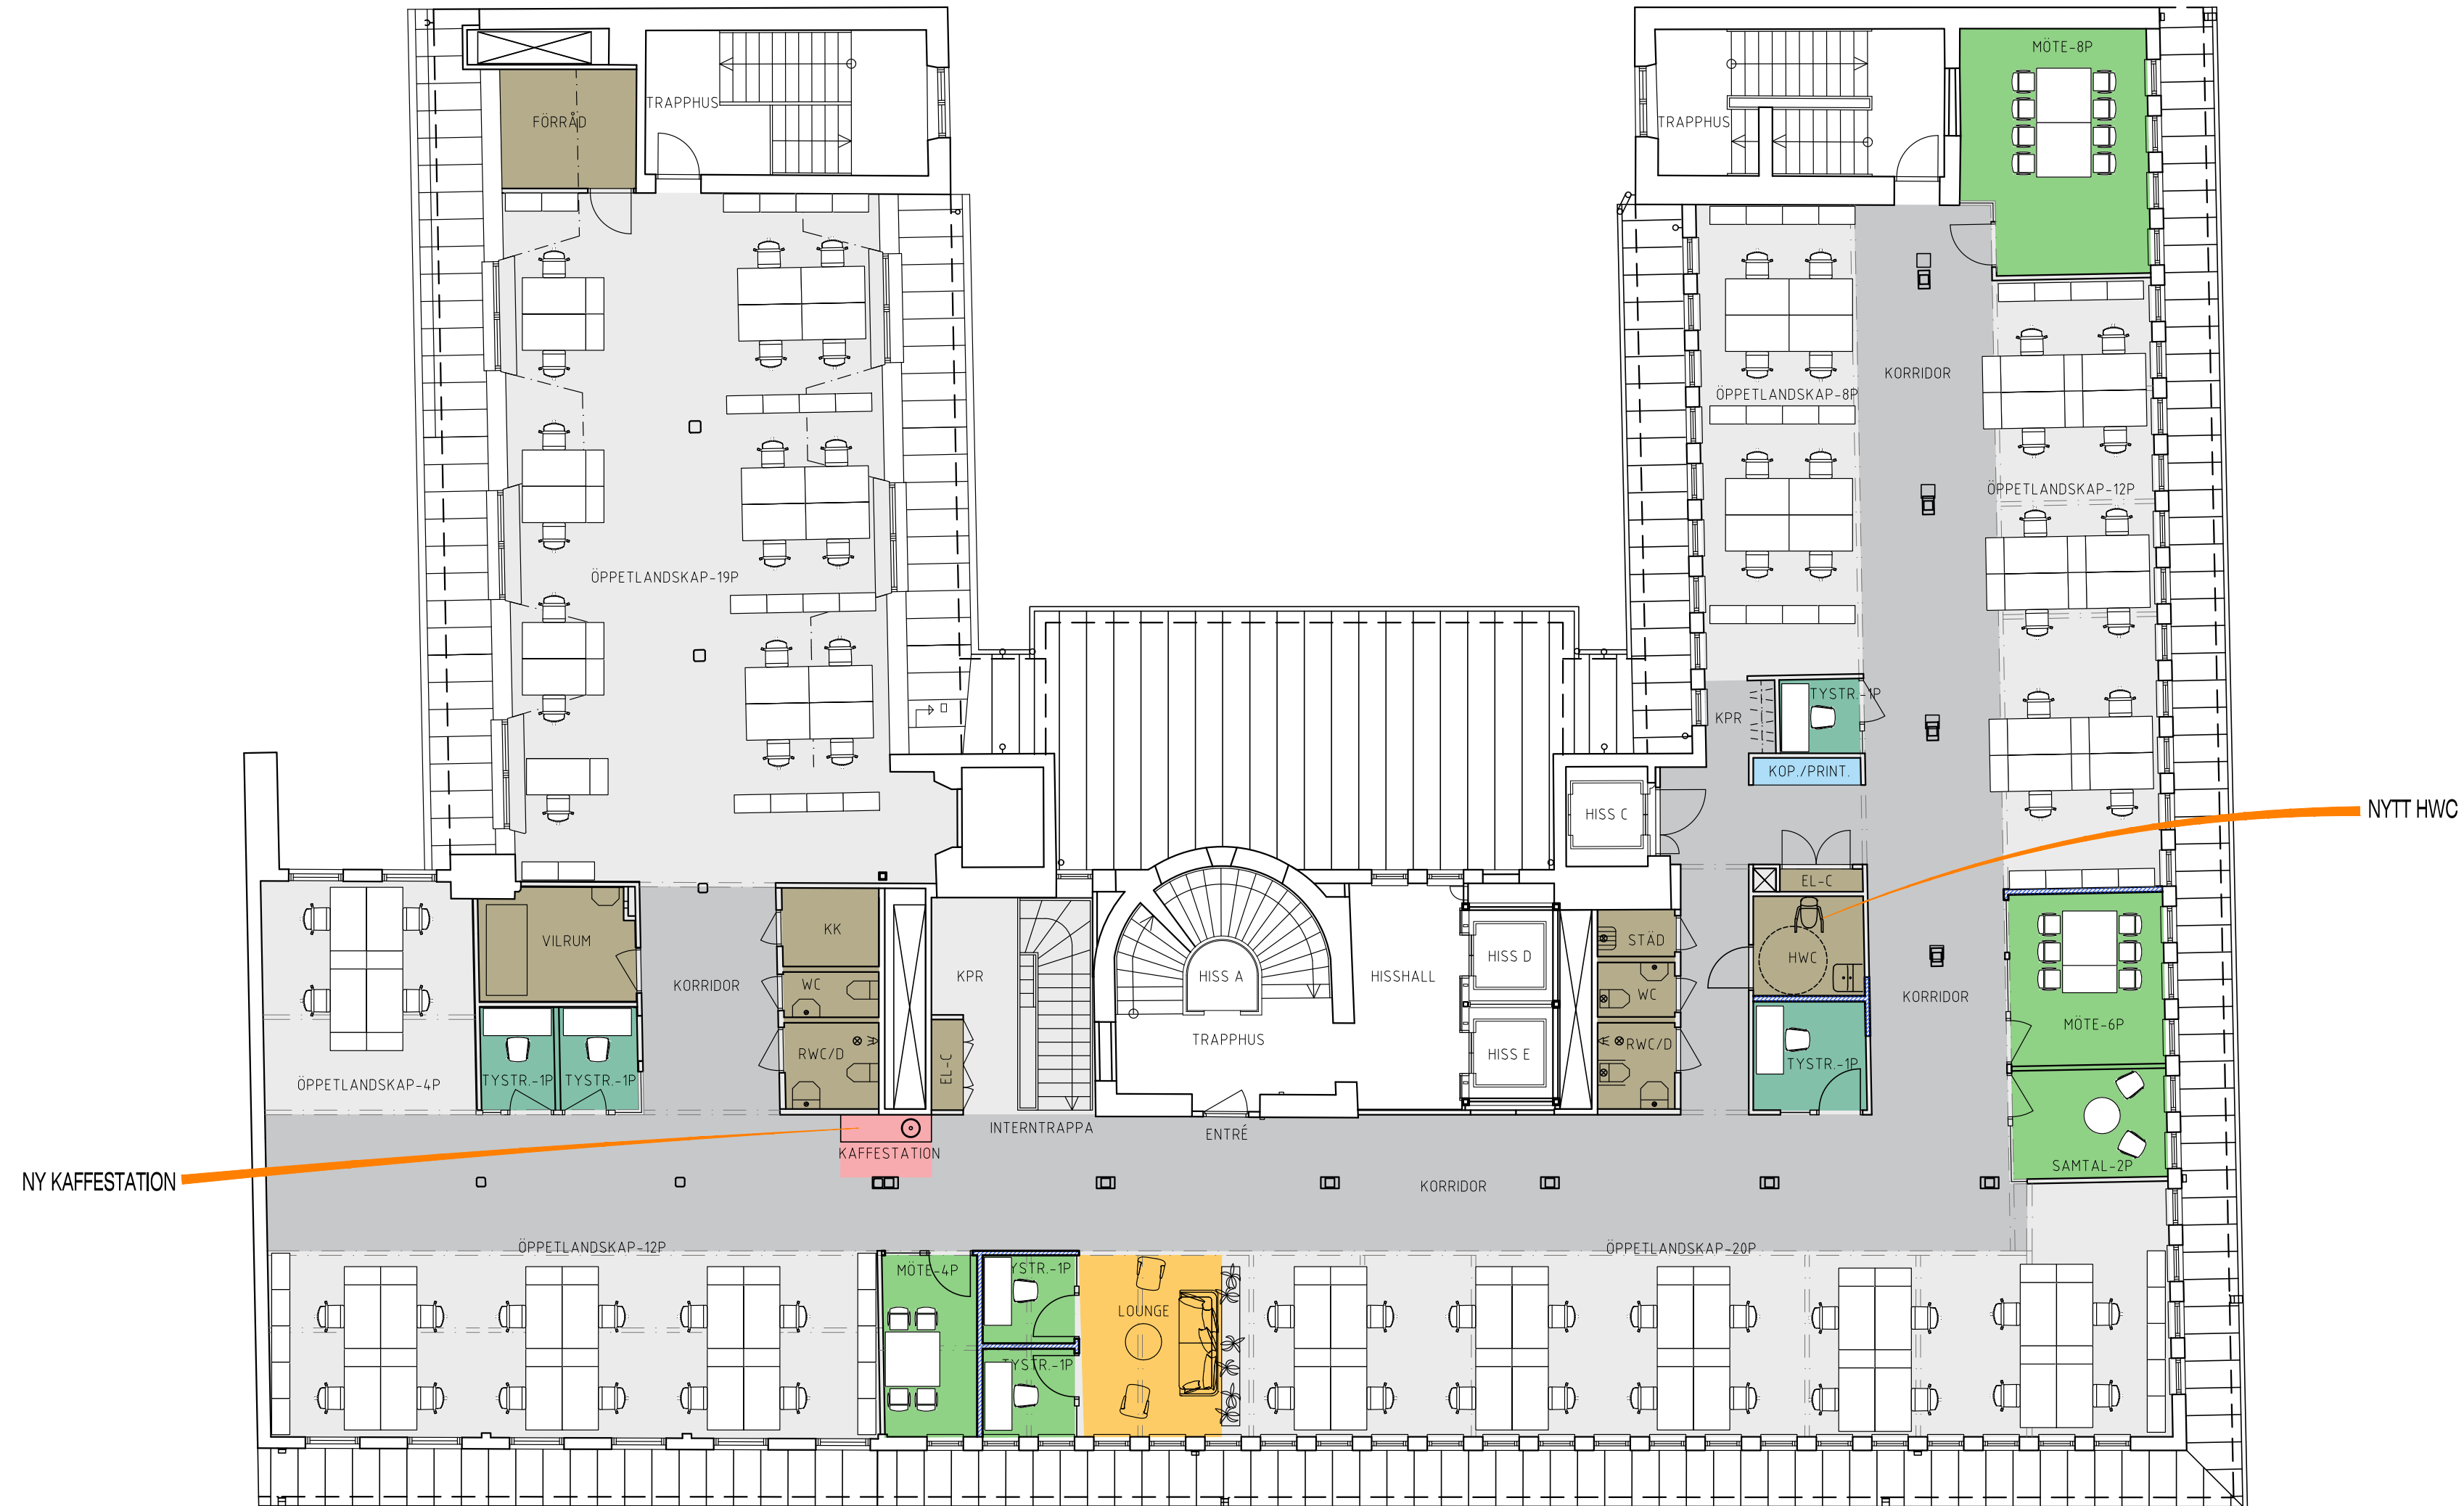 MÖTE-8P
TRAPPHUS
FÖRRÅD
TRAPPHUS
KORRIDOR
ÖPPETLANDSKAP-8P
ÖPPETLANDSKAP-12P
ÖPPETLANDSKAP-19P
TYSTR.-1P
KPR
KOP./PRINT.
NYTT HWC
HISS C
EL-C
KK
VILRUM
STÄD
HISS D
HWC
KPR
HISS A
HISSHALL
KORRIDOR
WC
WC
KORRIDOR
MÖTE-6P
TRAPPHUS
RWC/D
RWC/D
HISS E
EL-C
TYSTR.-1P
TYSTR.-1P
TYSTR.-1P
ÖPPETLANDSKAP-4P
INTERNTRAPPA
ENTRÉ
KAFFESTATION
SAMTAL-2P
NY KAFFESTATION
KORRIDOR
ÖPPETLANDSKAP-12P
ÖPPETLANDSKAP-20P
MÖTE-4P
TYSTR.-1P
LOUNGE
TYSTR.-1P